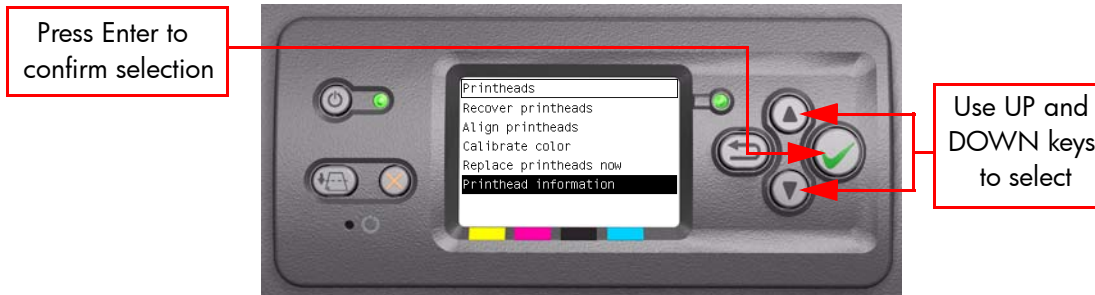 Press Enter to
confirm selection
Printheads
Recover printheads
Align printheads
Calibrate color
Replace printheads now
Printhead information
Use UP and
DOWN keys
to select